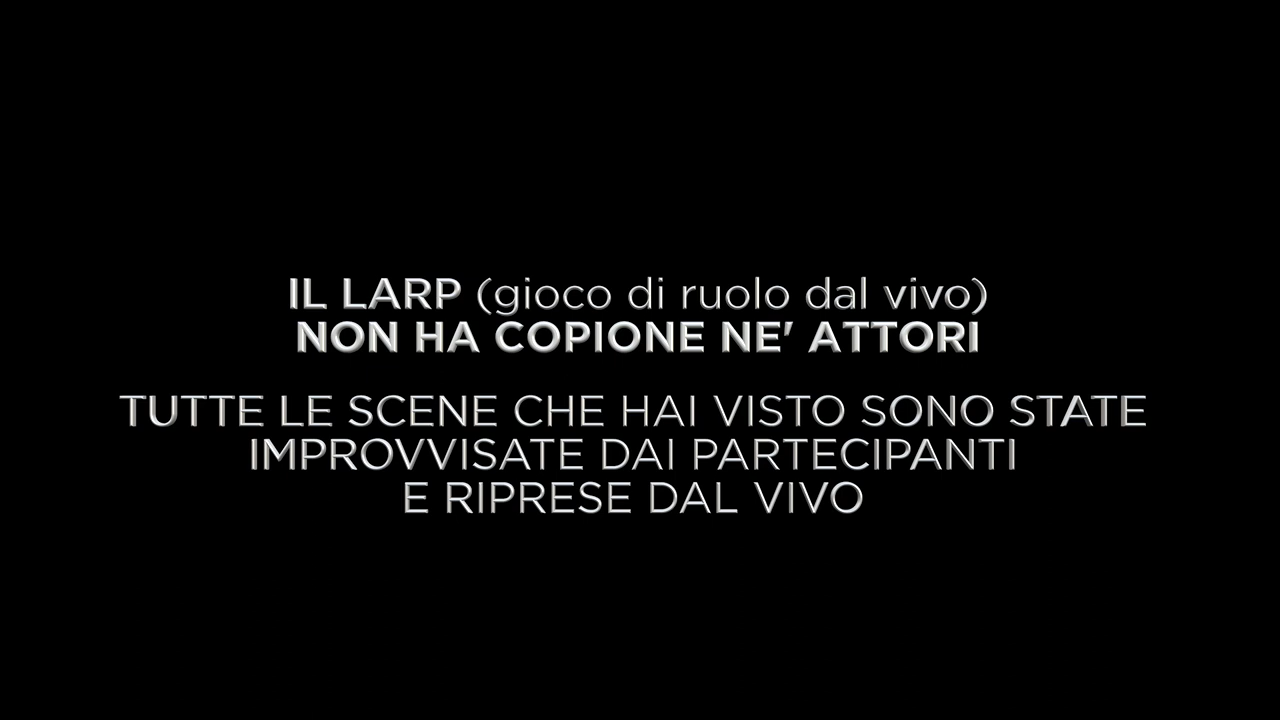 IL LARP (gioco di ruolo dal vivo)
NON HA COPIONE NE' ATTORI
TUTTE LE SCENE CHE HAI VISTO SONO STATE
IMPROVVISATE DAI PARTECIPANTI
E RIPRESE DAL VIVO